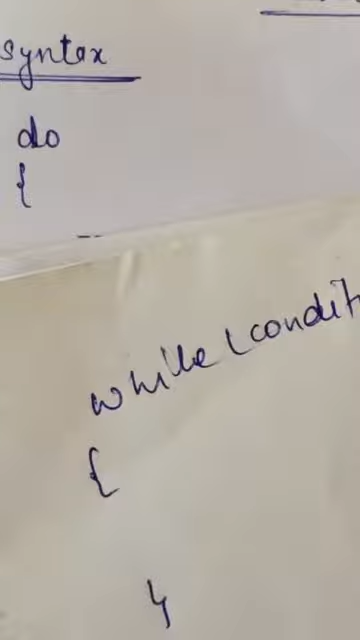 syntax
do
{
while (condit
{
}